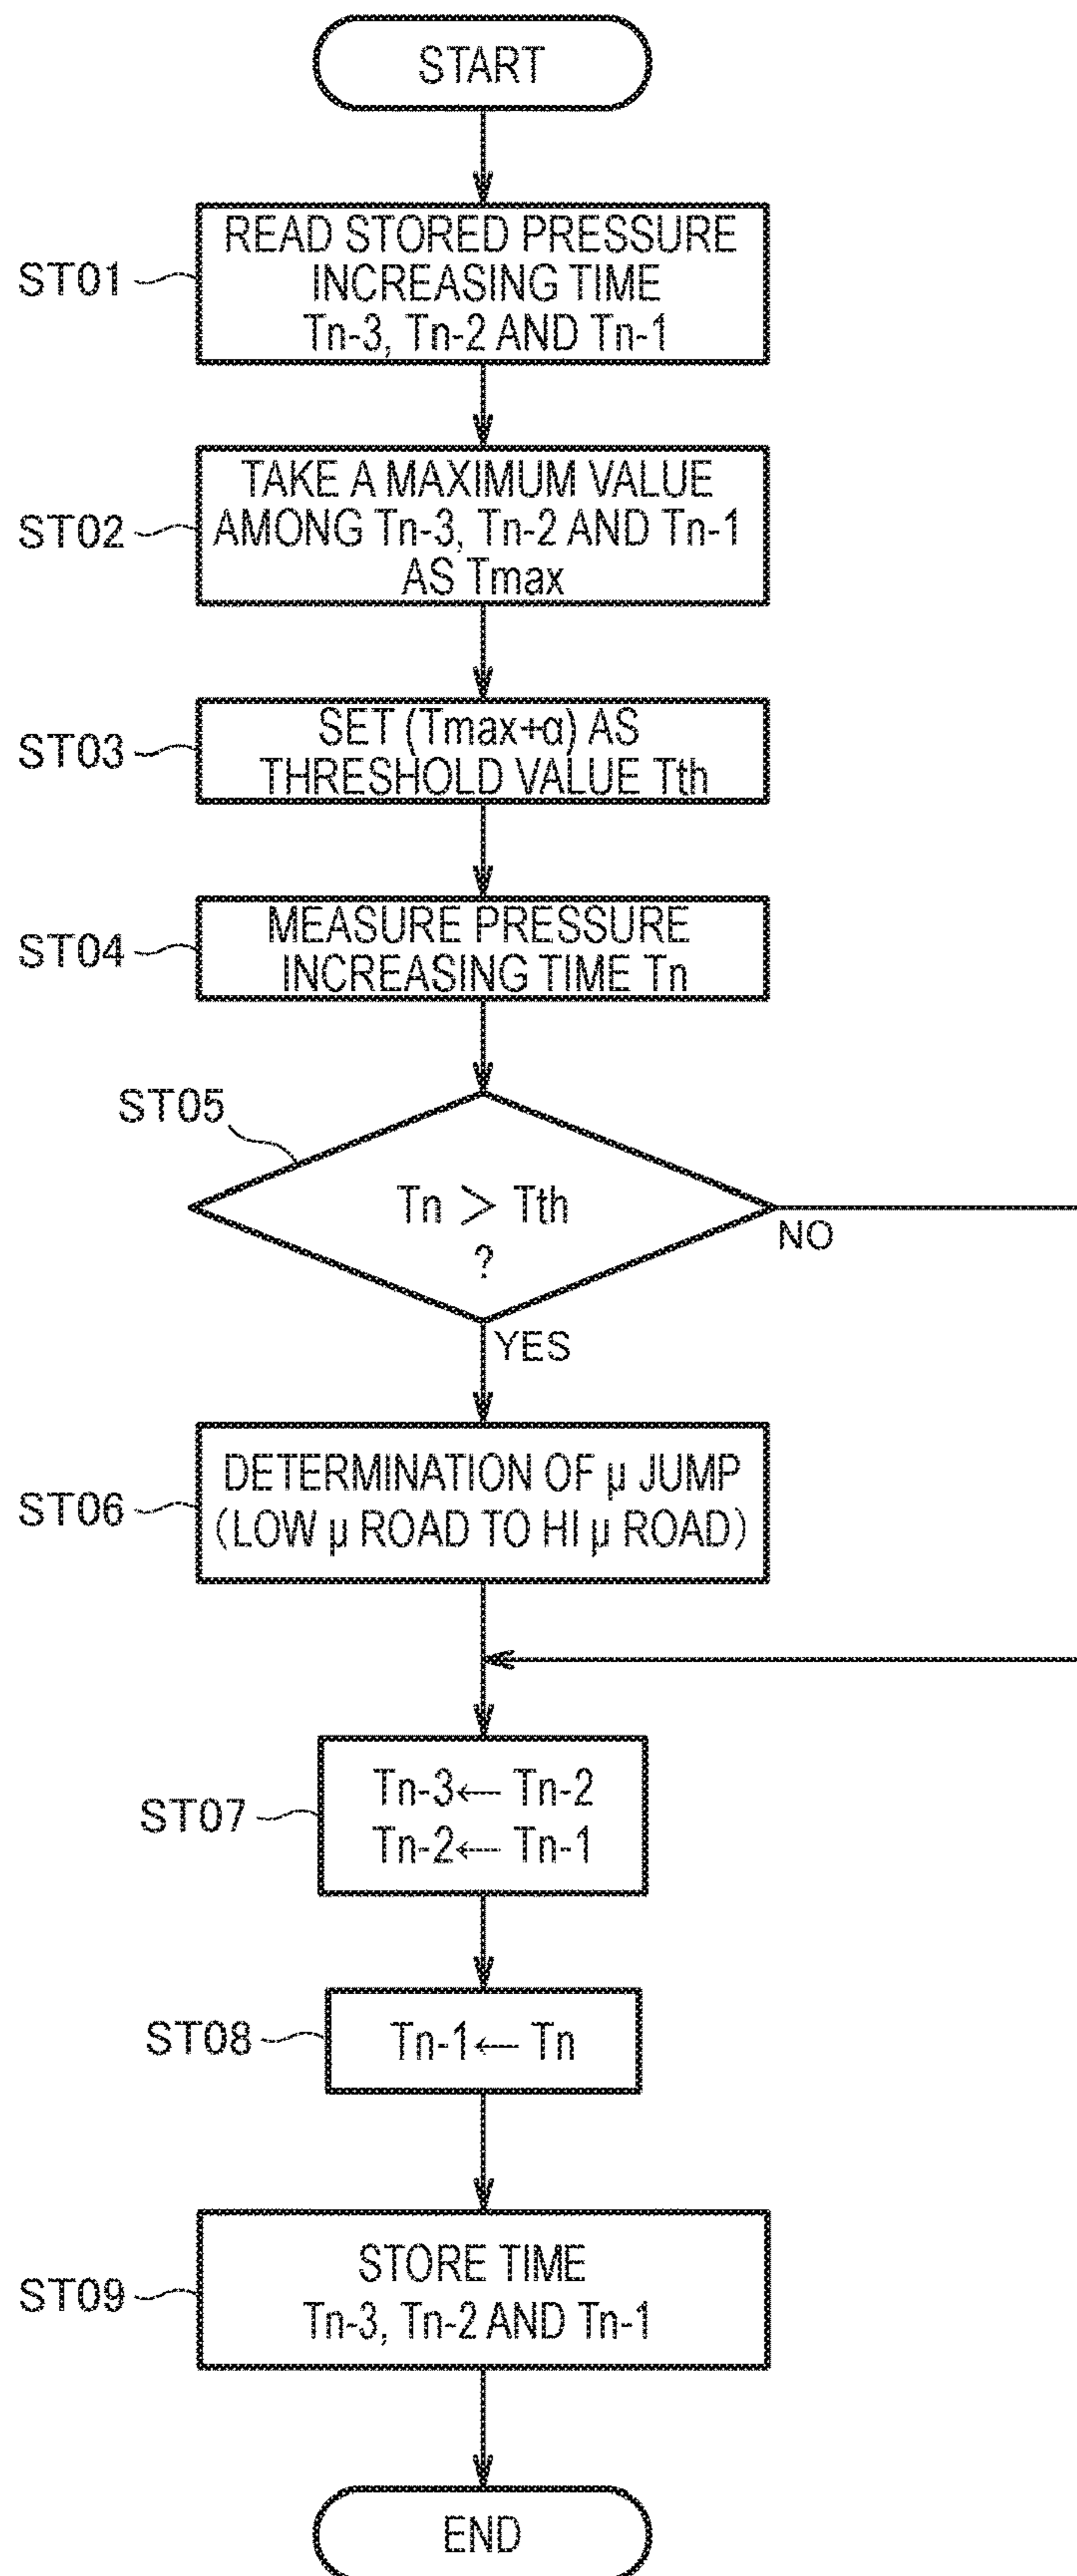 START
READ STORED PRESSURE
INCREASING TIME
Tn-3, Tn-2 AND Tn-1
ST01
TAKE A MAXIMUM VALUE
AMONG Tn-3, Tn-2 AND Tn-1
AS Tmax
ST02
SET (Tmax+α) AS
THRESHOLD VALUE Tth
ST03
MEASURE PRESSURE
INCREASING TIME Tn
ST04
ST05
Tn > Tth
?
NO
YES
DETERMINATION OF μ JUMP
(LOW μ ROAD TO HI μ ROAD)
ST06
Tn-3← Tn-2
Tn-2← Tn-1
ST07
Tn-1← Tn
ST08
STORE TIME
Tn-3, Tn-2 AND Tn-1
ST09
END